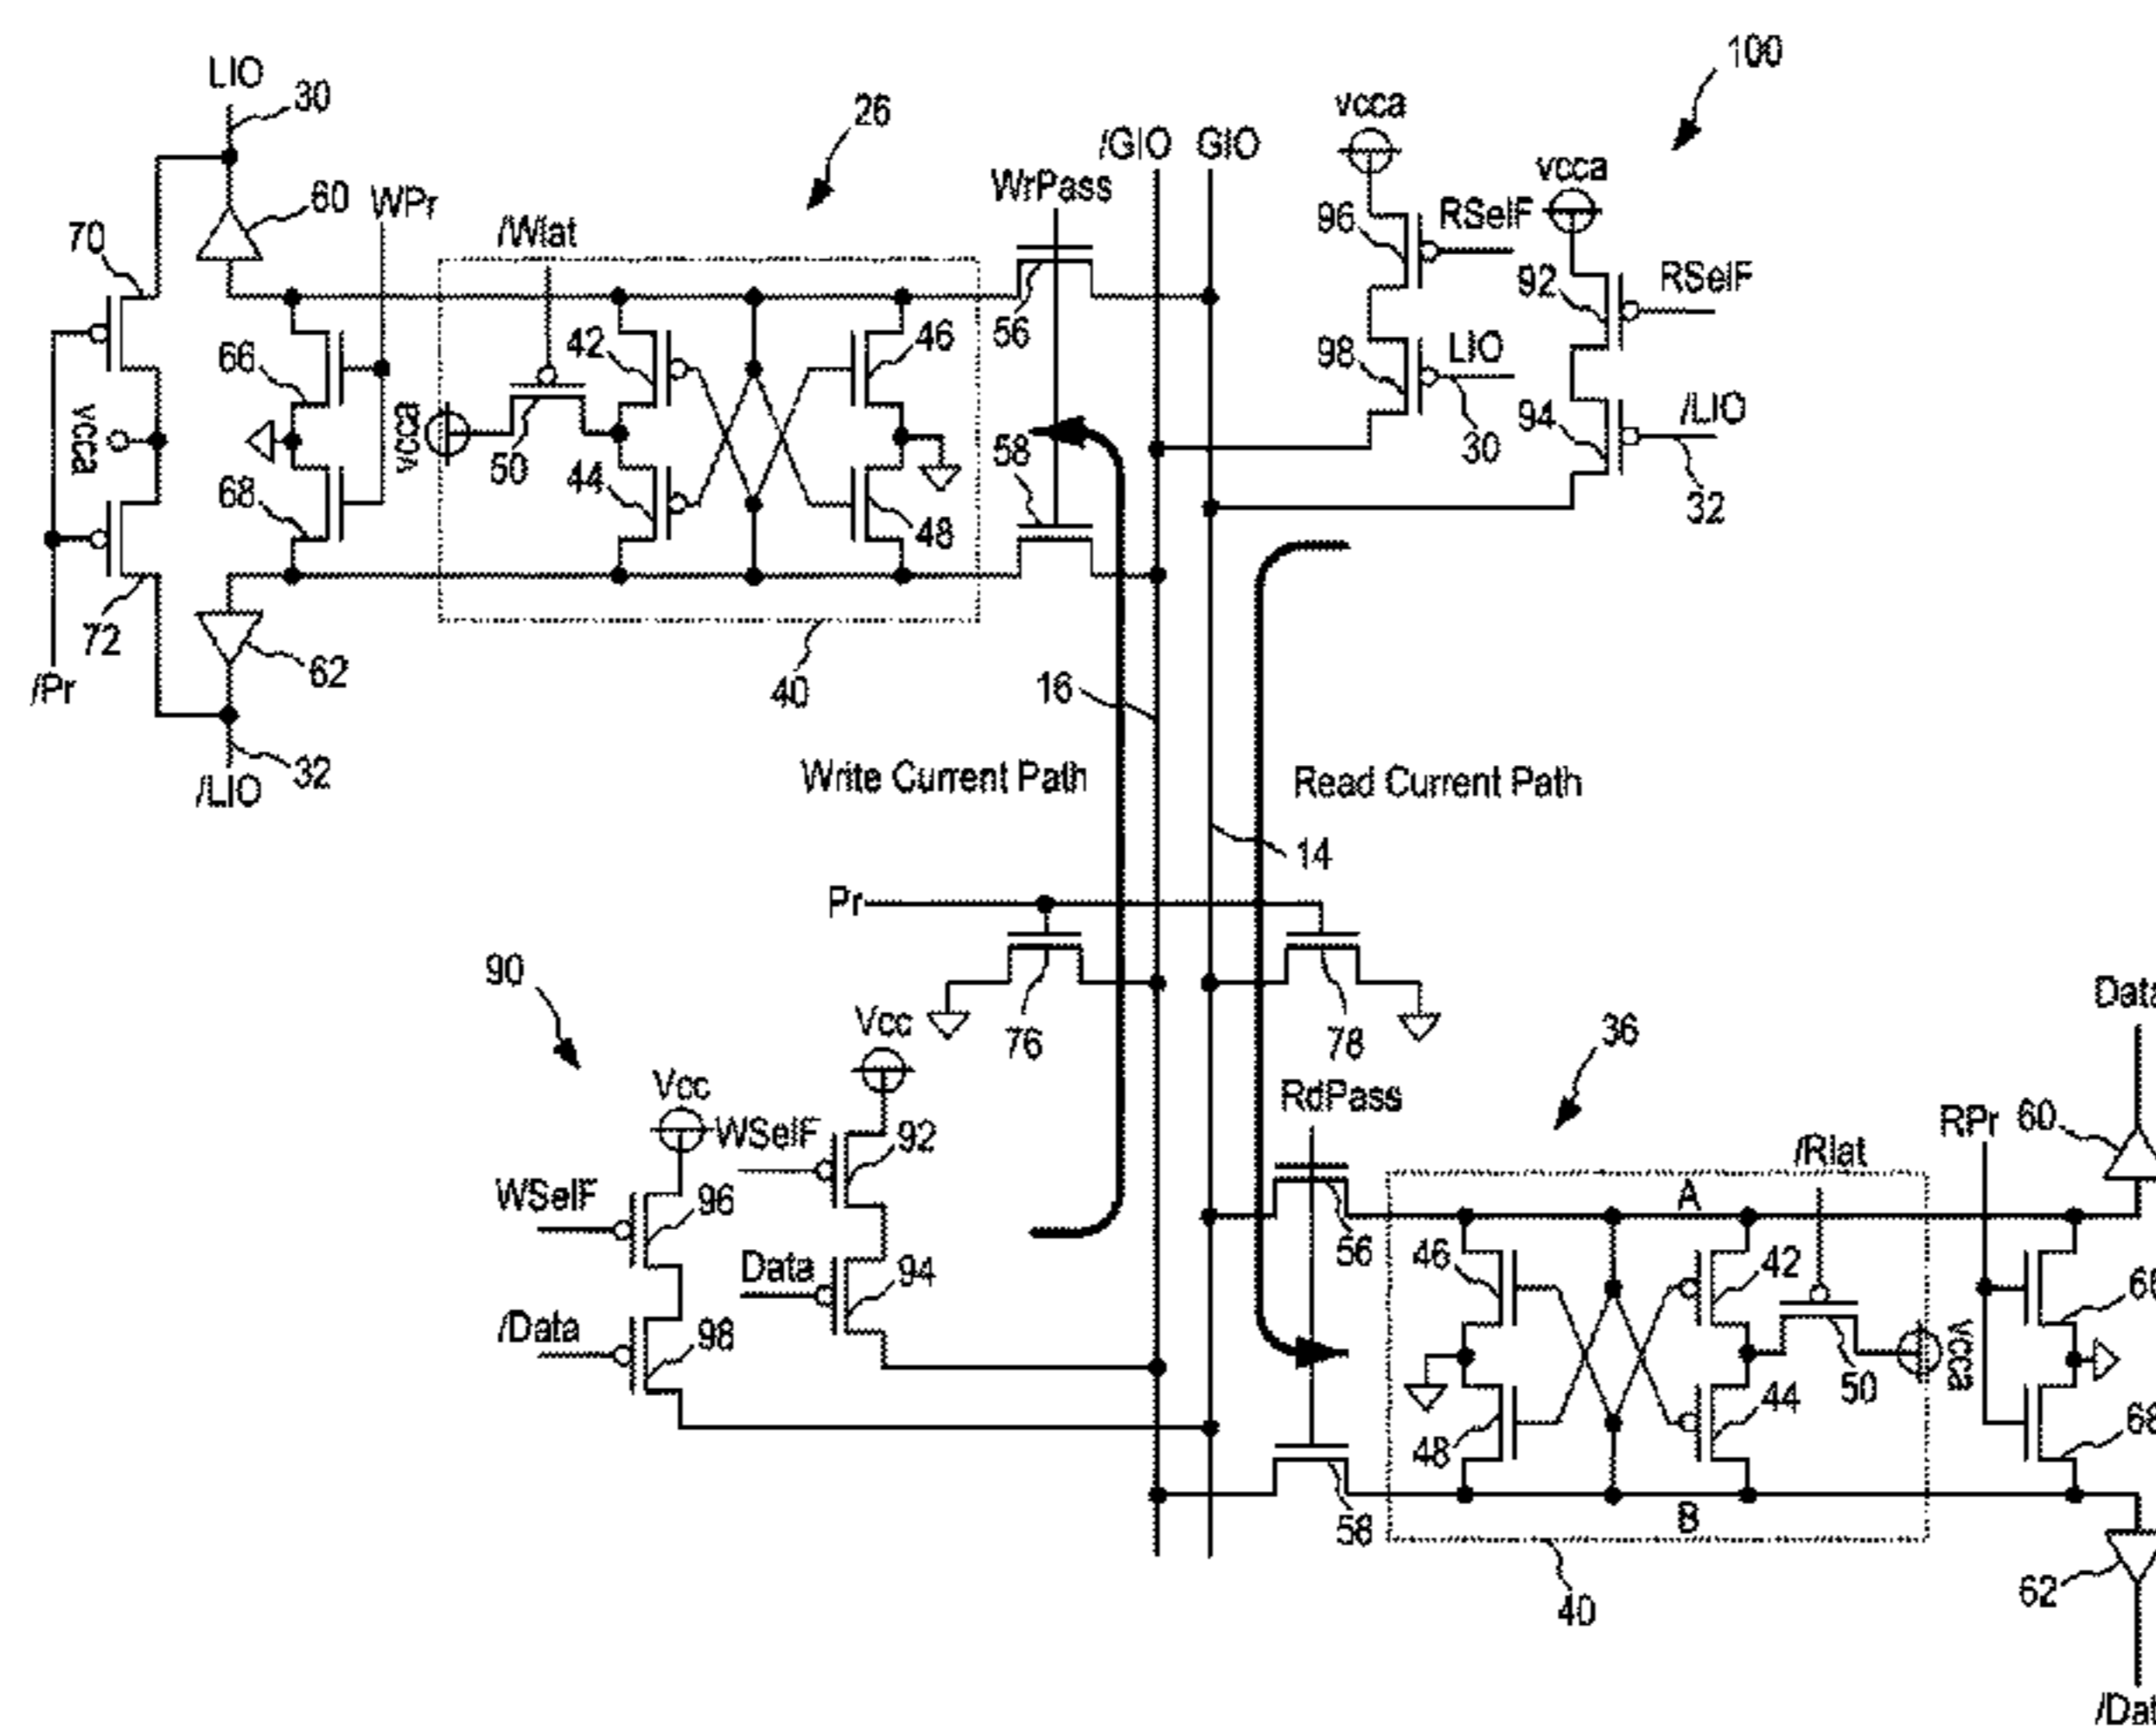 LIO
30
26
/GIO GIO
vcca
100
vcca
60
WPr
WrPass
96
RSelF
70
/Wlat
92
RSelF
66
42
46
56
98
LIO
94
/LIO
vcca
vcca
50
58
30
68
44
48
32
72
62
40
16
/Pr
32
/LIO
Write Current Path
Read Current Path
14
Pr
90
Data
76
78
36
Vcc
Vcc
RdPass
RPr
60
WSelF
92
/Rlat
WSelF
96
A
56
46
42
Data
94
/Data
98
vcca
50
44
48
68
58
B
62
40